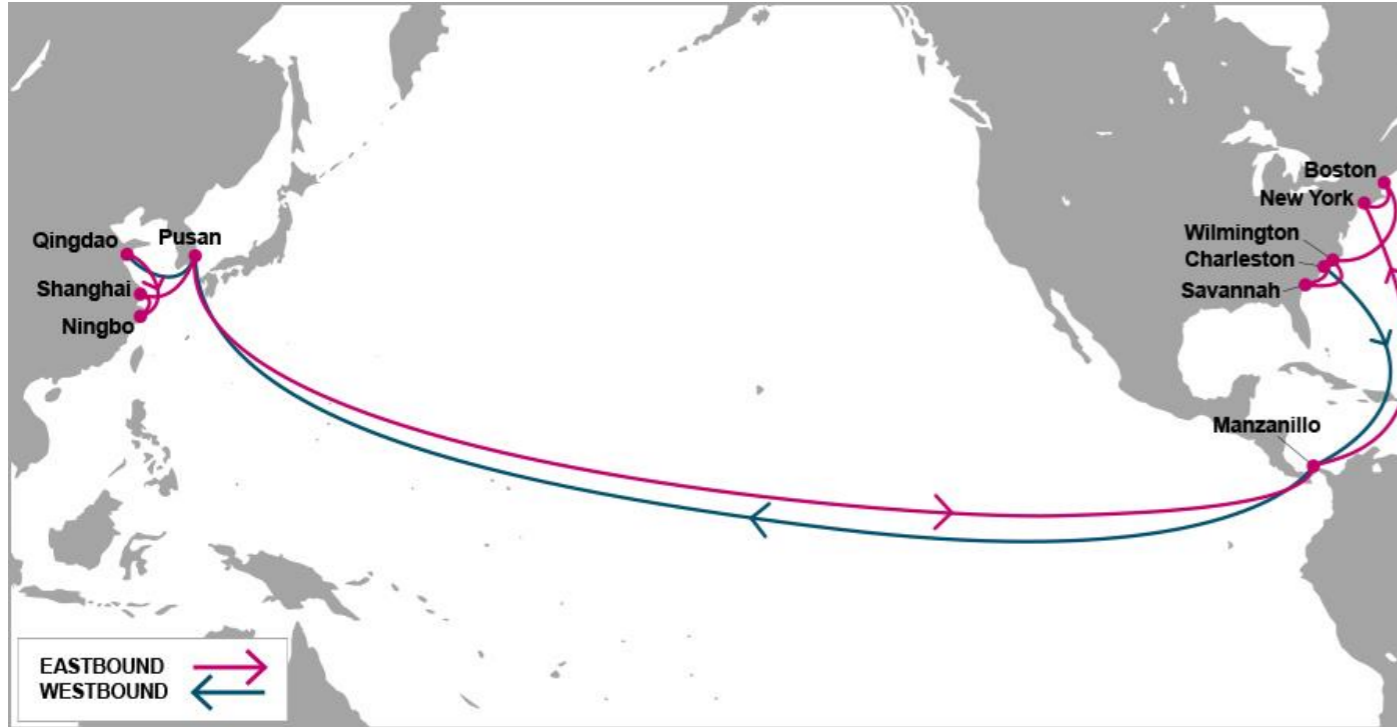 Qingdao
Pusan
Shanghai
Ningbo
Boston
New York
Wilmington
Charleston
Savannah
Manzanillo
EASTBOUND
WESTBOUND